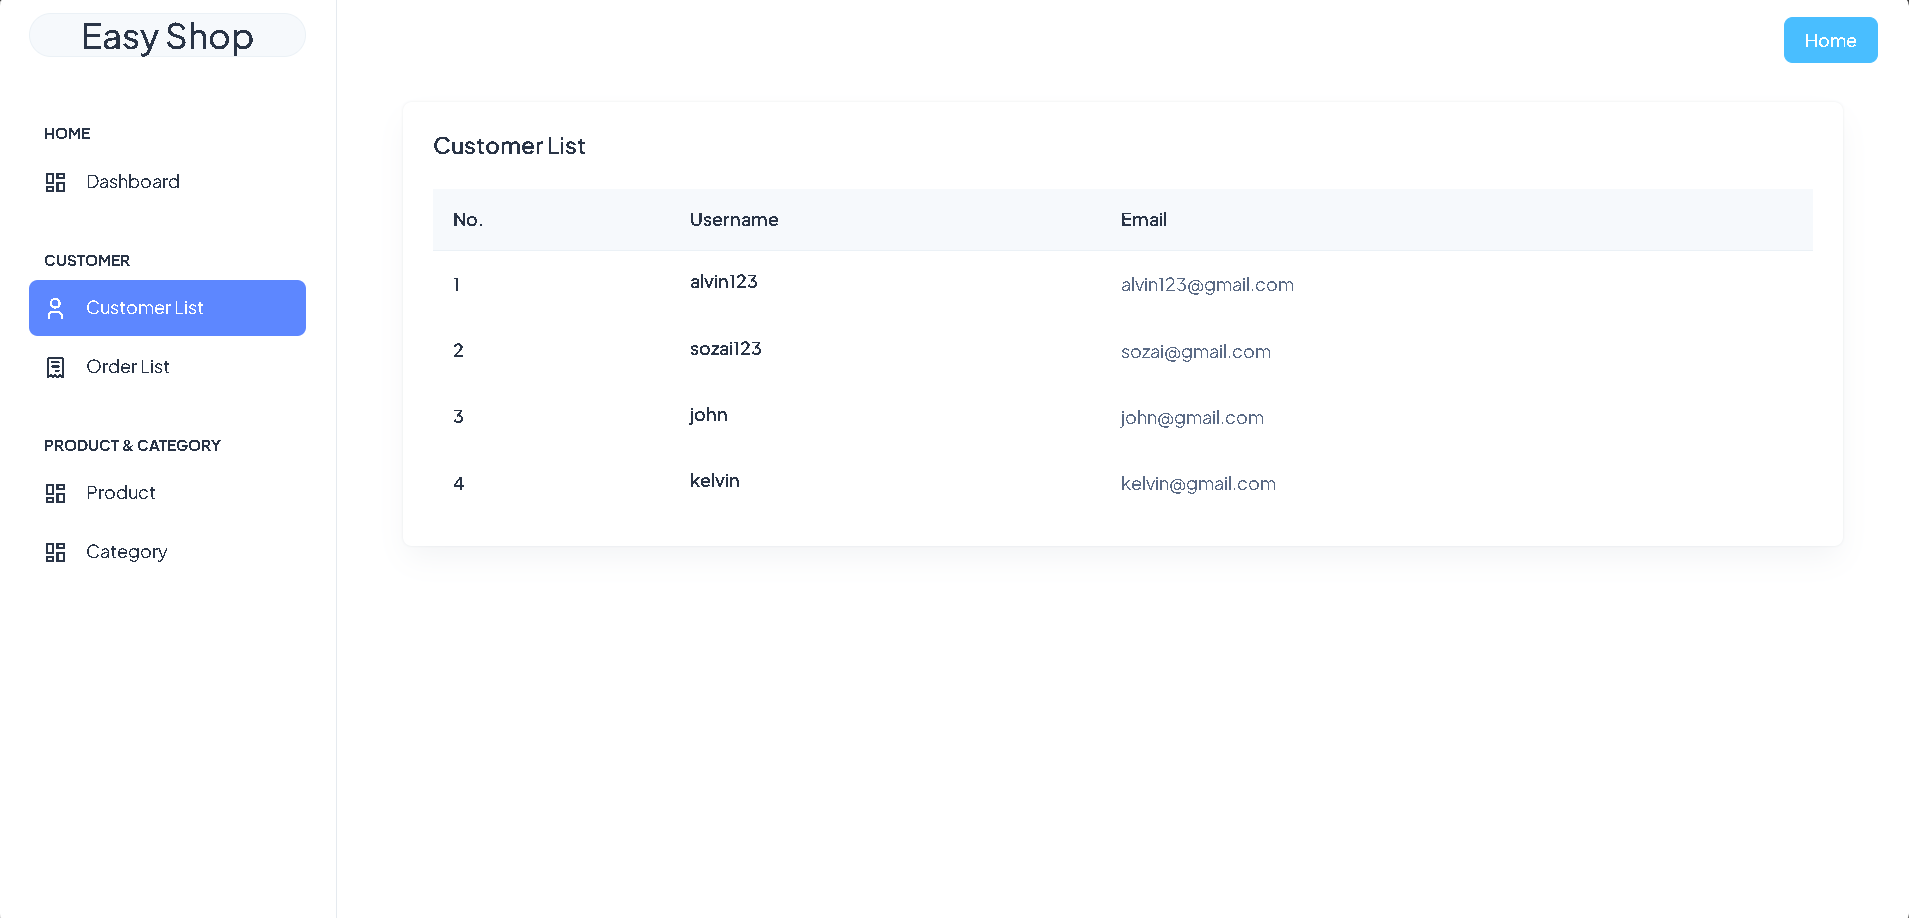 Easy Shop
Home
HOME
Dashboard
CUSTOMER
Customer List
Order List
PRODUCT & CATEGORY
Product
Category
Customer List
No. Username Email
1 alvin123 alvin123@gmail.com
2 sozai123 sozai@gmail.com
3 john john@gmail.com
4 kelvin kelvin@gmail.com